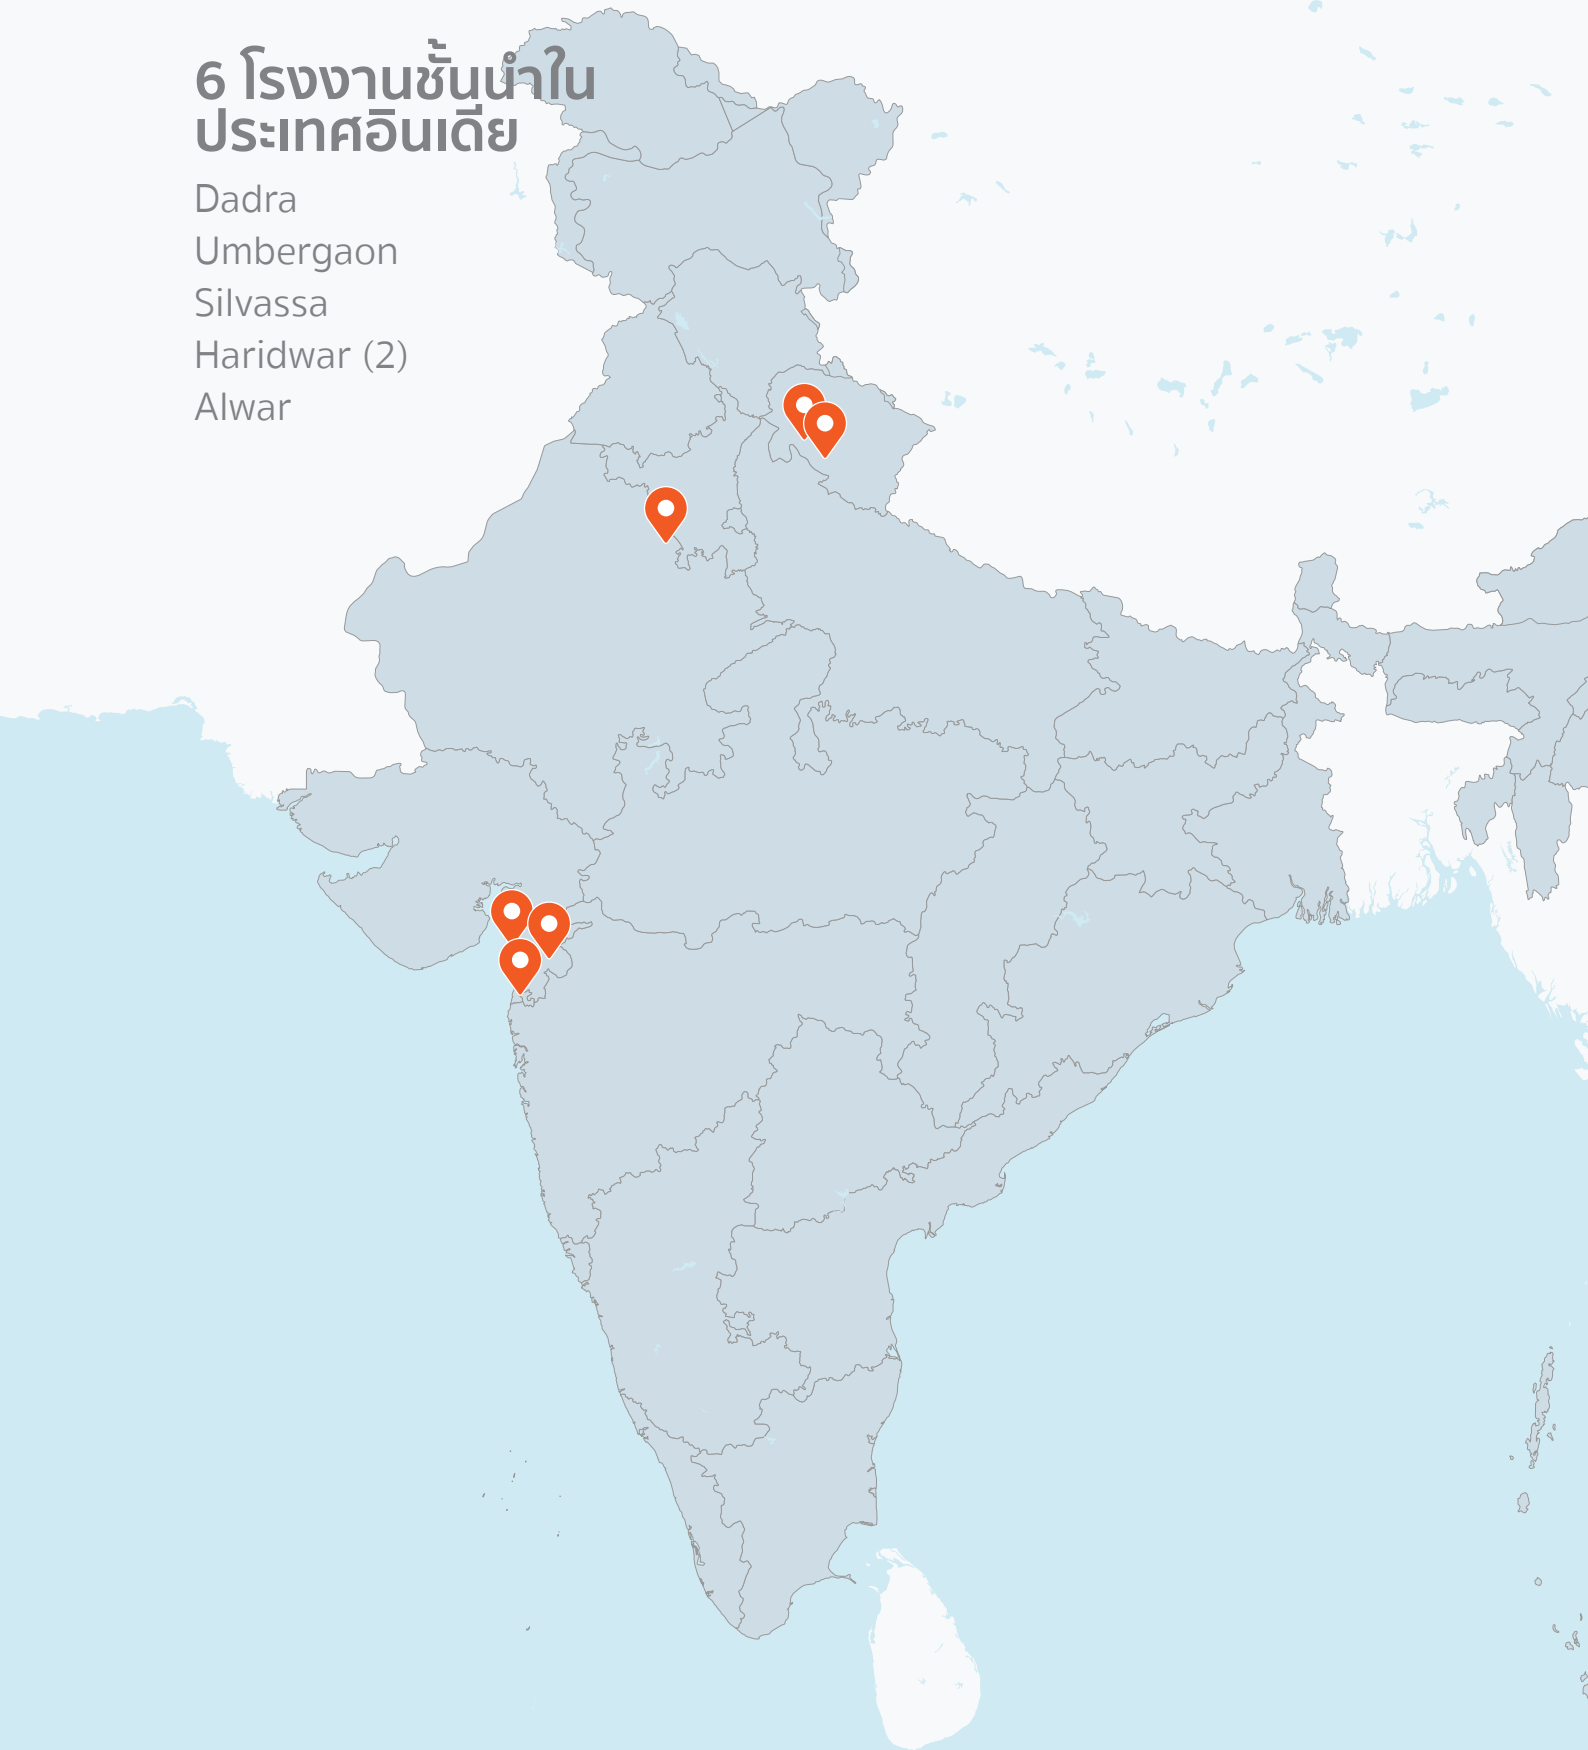 6 โรงงานชั้นนำใน
ประเทศอินเดีย
Dadra
Umbergaon
Silvassa
Haridwar (2)
Alwar